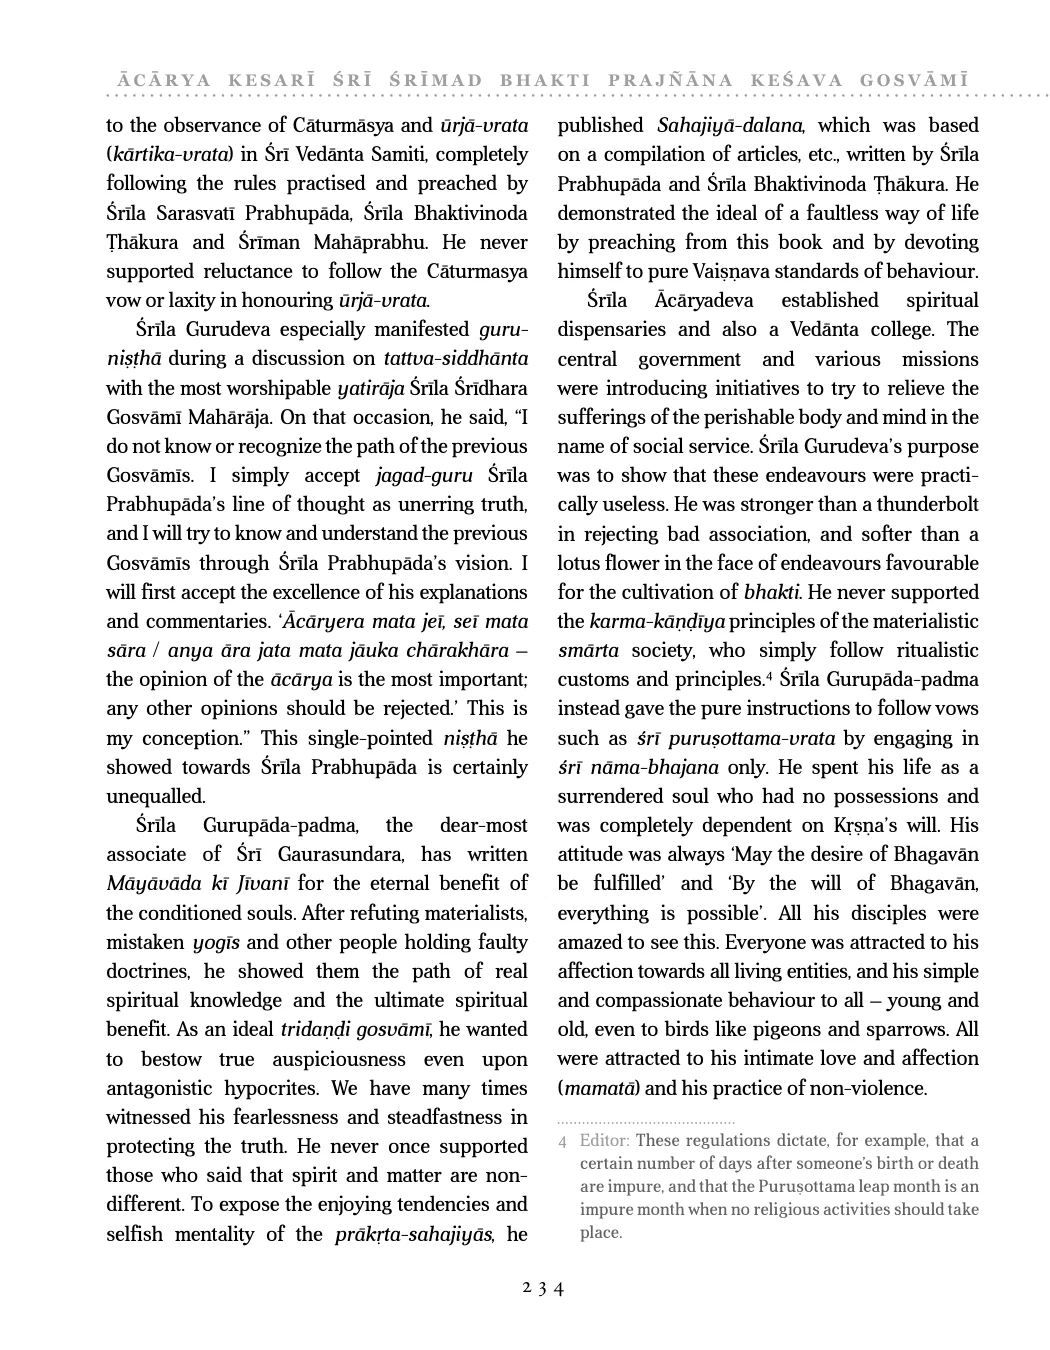 ĀCĀRYA KESARĪ ŚRĪ ŚRĪMAD BHAKTI PRAJÑĀNA KEŚAVA GOSVĀMĪ
to the observance of Cāturmāsya and ūrjā-vrata
(kārtika-vrata) in Śrī Vedānta Samiti, completely
following the rules practised and preached by
Śrīla Sarasvatī Prabhupāda, Śrīla Bhaktivinoda
Ṭhākura and Śrīman Mahāprabhu. He never
supported reluctance to follow the Cāturmasya
vow or laxity in honouring ūrjā-vrata.
Śrīla Gurudeva especially manifested guru-
niṣṭhā during a discussion on tattva-siddhānta
with the most worshipable yatirāja Śrīla Śrīdhara
Gosvāmī Mahārāja. On that occasion, he said, “I
do not know or recognize the path of the previous
Gosvāmīs. I simply accept jagad-guru Śrīla
Prabhupāda’s line of thought as unerring truth,
and I will try to know and understand the previous
Gosvāmīs through Śrīla Prabhupāda’s vision. I
will first accept the excellence of his explanations
and commentaries. ‘Ācāryera mata jeī, seī mata
sāra / anya āra jata mata jāuka chārakhāra –
the opinion of the ācārya is the most important;
any other opinions should be rejected.’ This is
my conception.” This single-pointed niṣṭhā he
showed towards Śrīla Prabhupāda is certainly
unequalled.
Śrīla Gurupāda-padma, the dear-most
associate of Śrī Gaurasundara, has written
Māyāvāda kī Jīvanī for the eternal benefit of
the conditioned souls. After refuting materialists,
mistaken yogīs and other people holding faulty
doctrines, he showed them the path of real
spiritual knowledge and the ultimate spiritual
benefit. As an ideal tridaṇḍi gosvāmī, he wanted
to bestow true auspiciousness even upon
antagonistic hypocrites. We have many times
witnessed his fearlessness and steadfastness in
protecting the truth. He never once supported
those who said that spirit and matter are non-
different. To expose the enjoying tendencies and
selfish mentality of the prākṛta-sahajiyās, he
published Sahajiyā-dalana, which was based
on a compilation of articles, etc., written by Śrīla
Prabhupāda and Śrīla Bhaktivinoda Ṭhākura. He
demonstrated the ideal of a faultless way of life
by preaching from this book and by devoting
himself to pure Vaiṣṇava standards of behaviour.
Śrīla Ācāryadeva established spiritual
dispensaries and also a Vedānta college. The
central government and various missions
were introducing initiatives to try to relieve the
sufferings of the perishable body and mind in the
name of social service. Śrīla Gurudeva’s purpose
was to show that these endeavours were practi-
cally useless. He was stronger than a thunderbolt
in rejecting bad association, and softer than a
lotus flower in the face of endeavours favourable
for the cultivation of bhakti. He never supported
the karma-kāṇḍīya principles of the materialistic
smārta society, who simply follow ritualistic
customs and principles.⁴ Śrīla Gurupāda-padma
instead gave the pure instructions to follow vows
such as śrī puruṣottama-vrata by engaging in
śrī nāma-bhajana only. He spent his life as a
surrendered soul who had no possessions and
was completely dependent on Kṛṣṇa’s will. His
attitude was always ‘May the desire of Bhagavān
be fulfilled’ and ‘By the will of Bhagavān,
everything is possible’. All his disciples were
amazed to see this. Everyone was attracted to his
affection towards all living entities, and his simple
and compassionate behaviour to all – young and
old, even to birds like pigeons and sparrows. All
were attracted to his intimate love and affection
(mamatā) and his practice of non-violence.
4 Editor: These regulations dictate, for example, that a
certain number of days after someone’s birth or death
are impure, and that the Puruṣottama leap month is an
impure month when no religious activities should take
place.
234